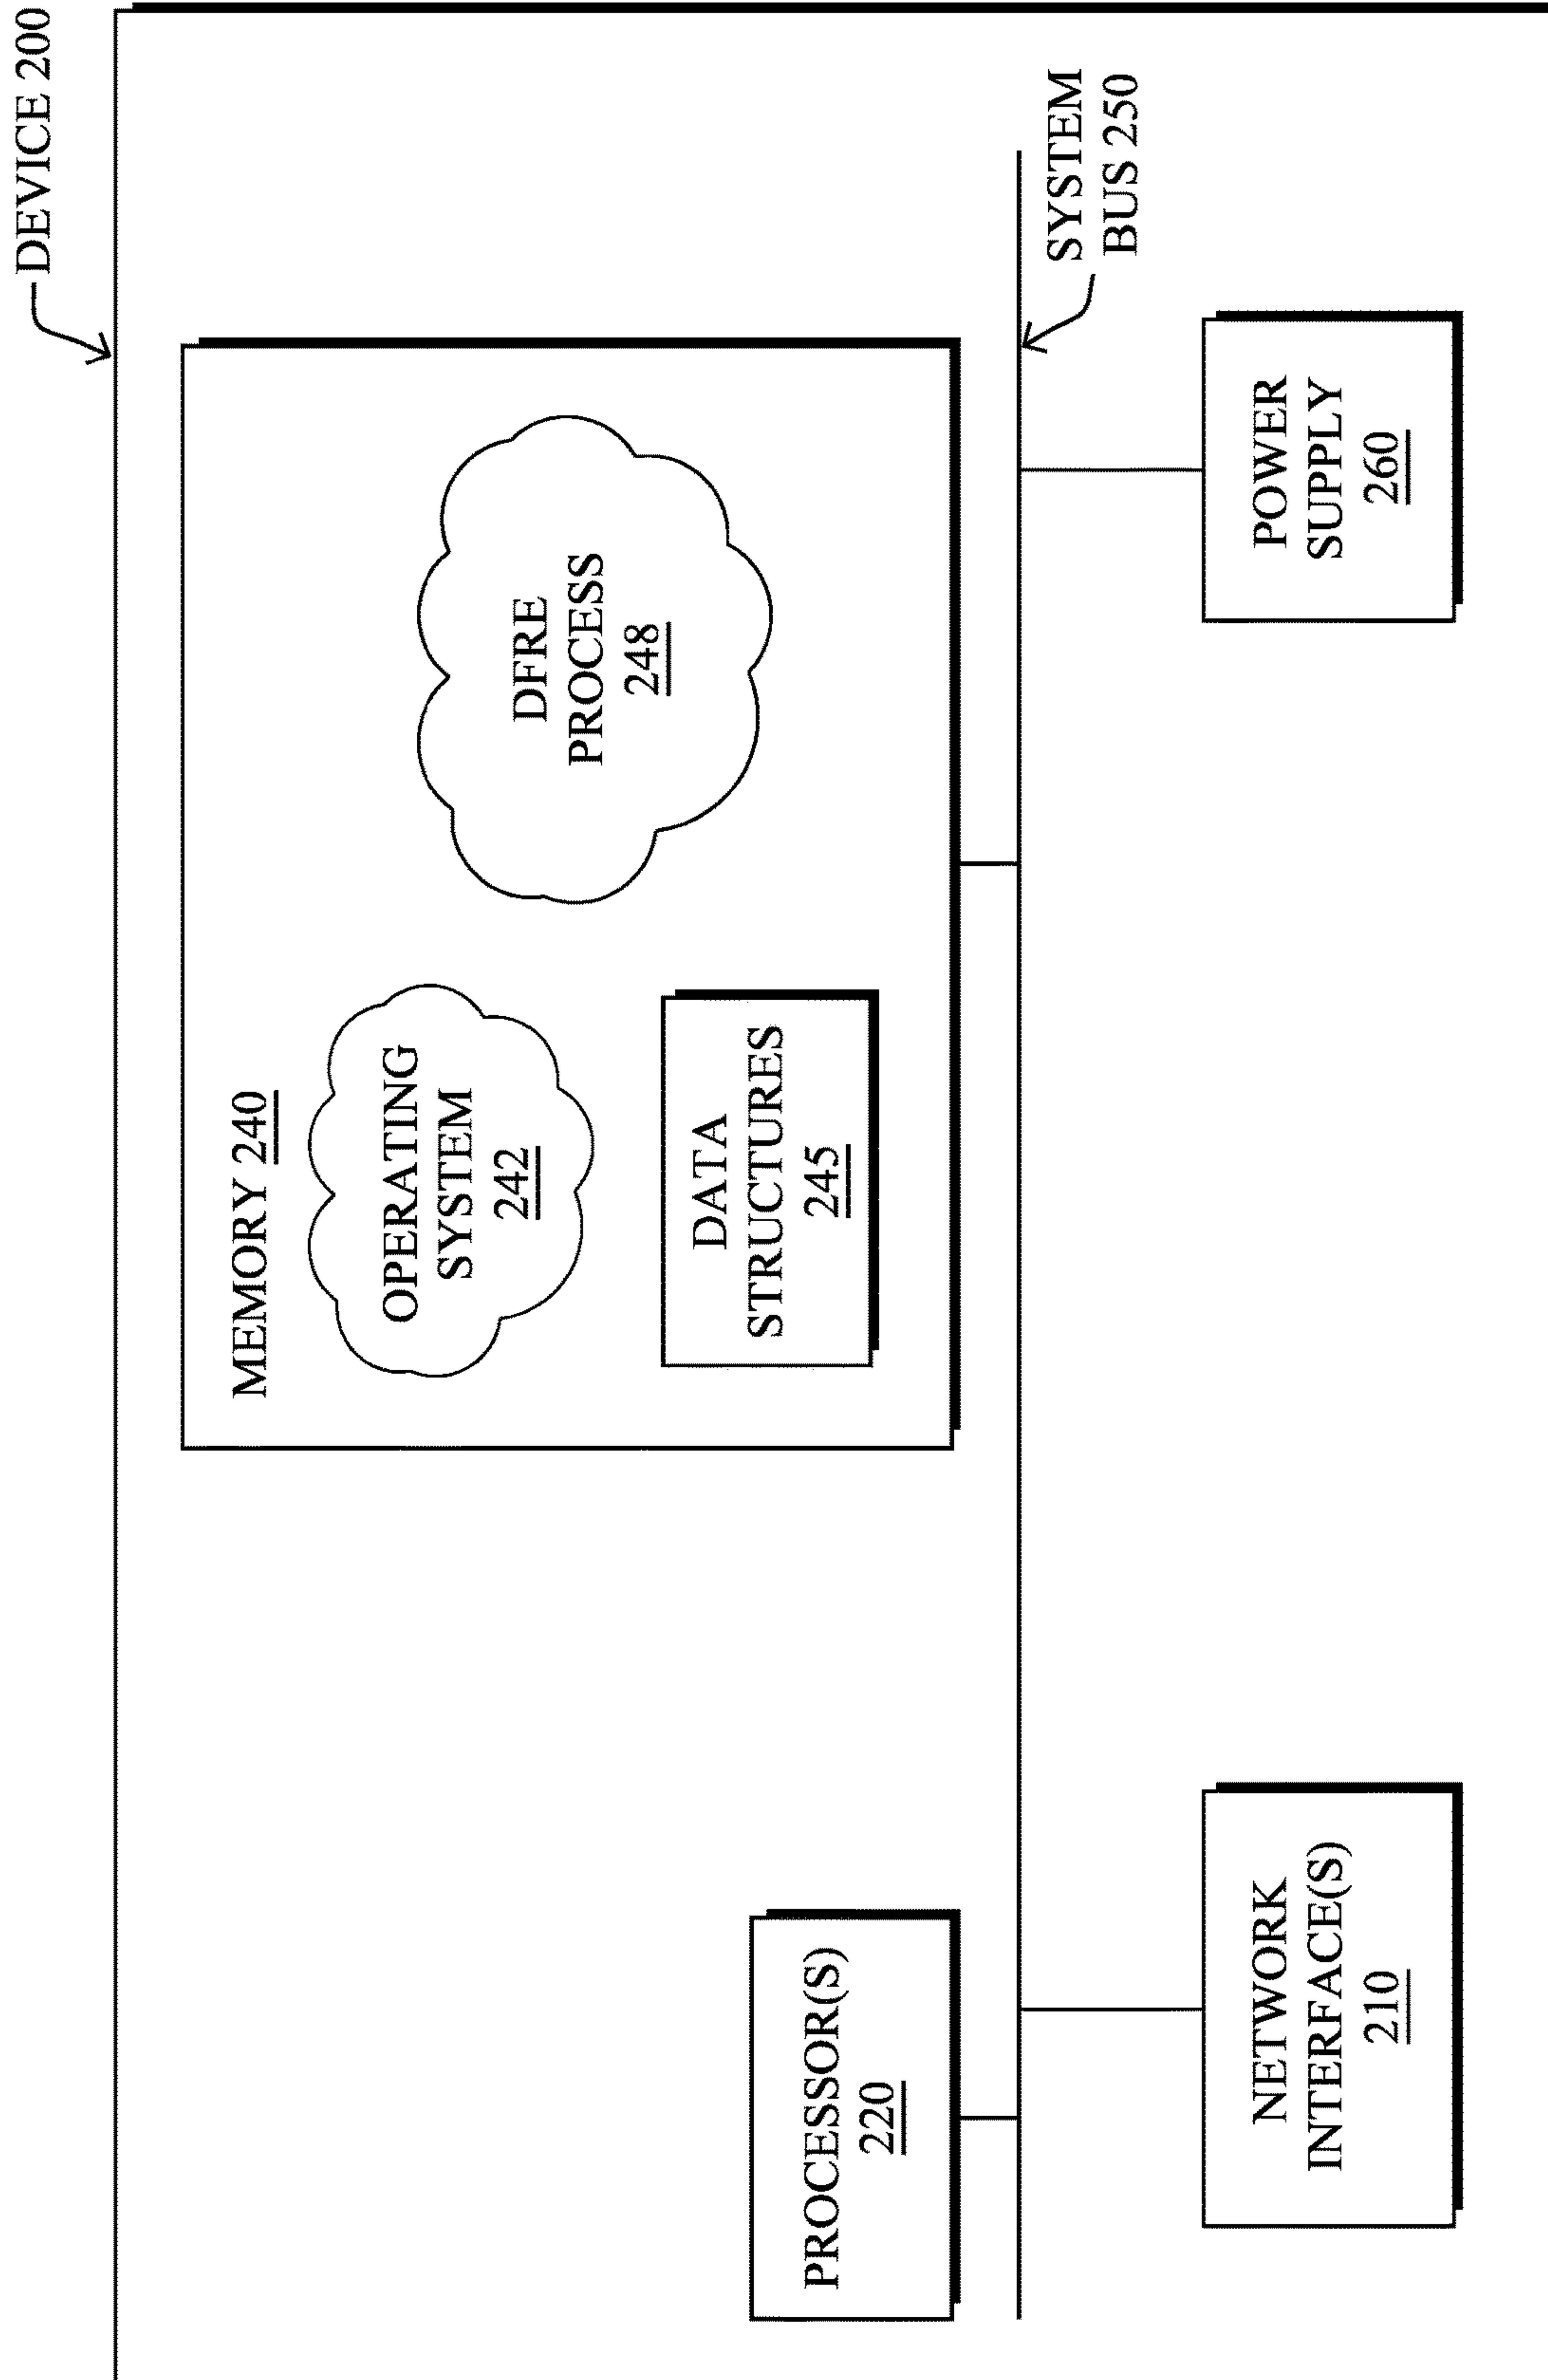 DEVICE 200
MEMORY 240
OPERATING
SYSTEM
242
DATA
STRUCTURES
245
DFRE
PROCESS
248
PROCESSOR(S)
220
SYSTEM
BUS 250
NETWORK
INTERFACE(S)
210
POWER
SUPPLY
260